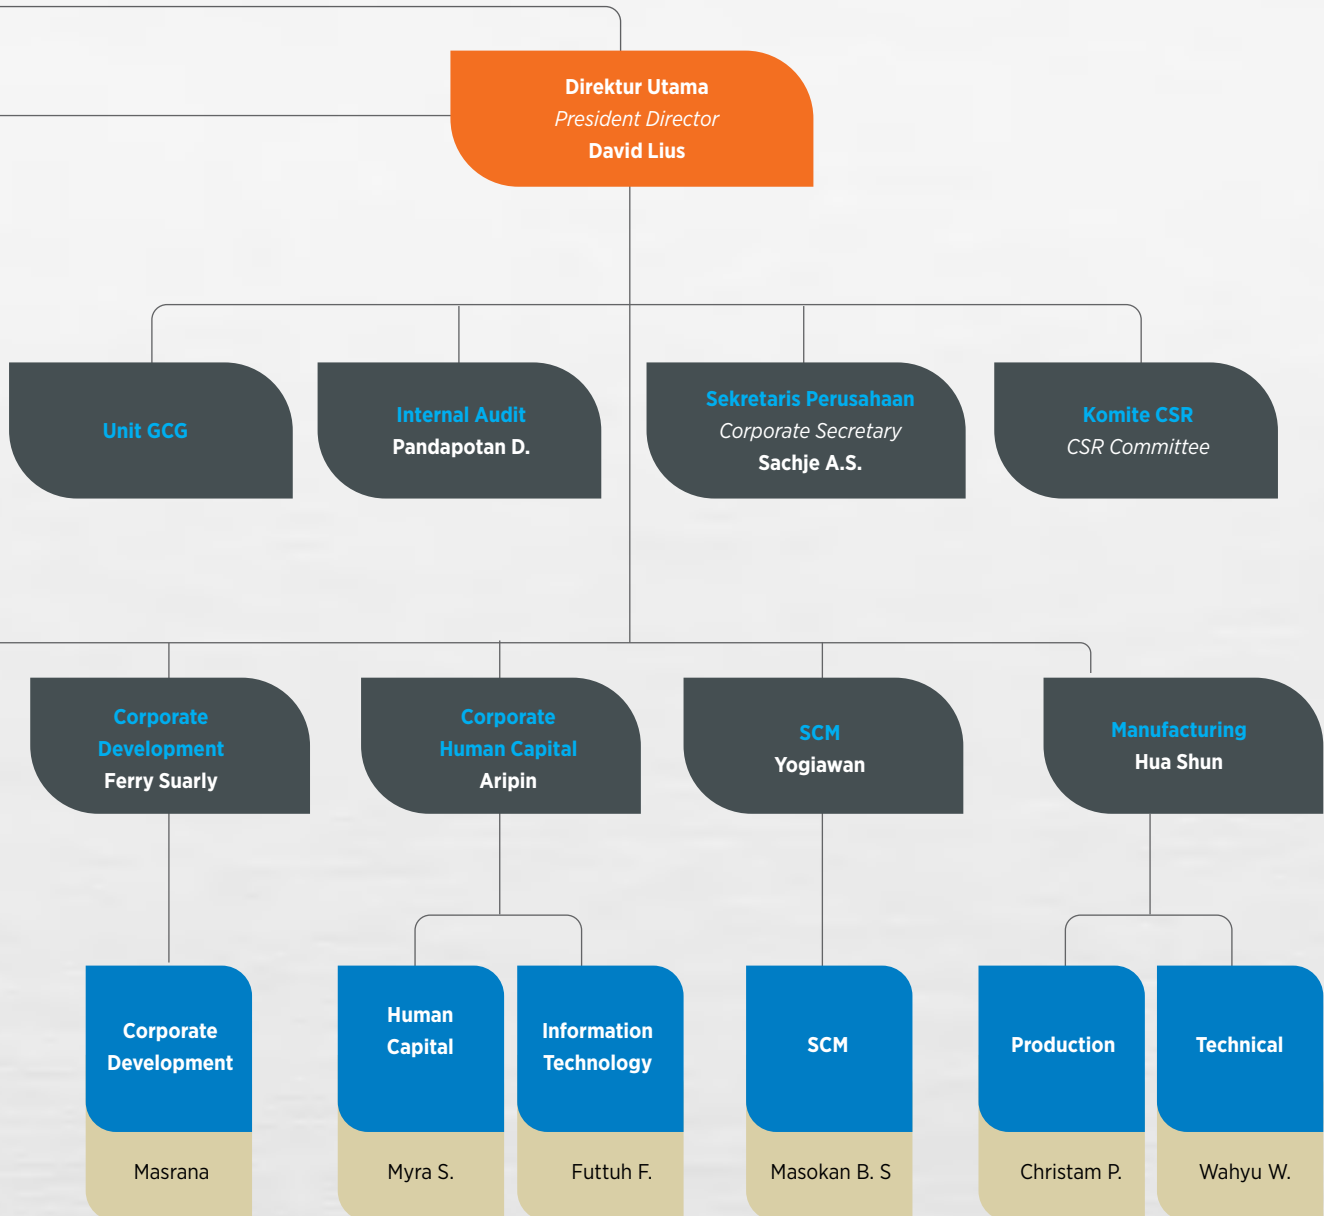 Direktur Utama
President Director
David Lius
Unit GCG
Internal Audit
Pandapotan D.
Sekretaris Perusahaan
Corporate Secretary
Sachje A.S.
Komite CSR
CSR Committee
Corporate
Development
Ferry Suarly
Corporate
Human Capital
Aripin
SCM
Yogiawan
Manufacturing
Hua Shun
Corporate
Development
Masrana
Human
Capital
Myra S.
Information
Technology
Futtuh F.
SCM
Masokan B. S
Production
Christam P.
Technical
Wahyu W.